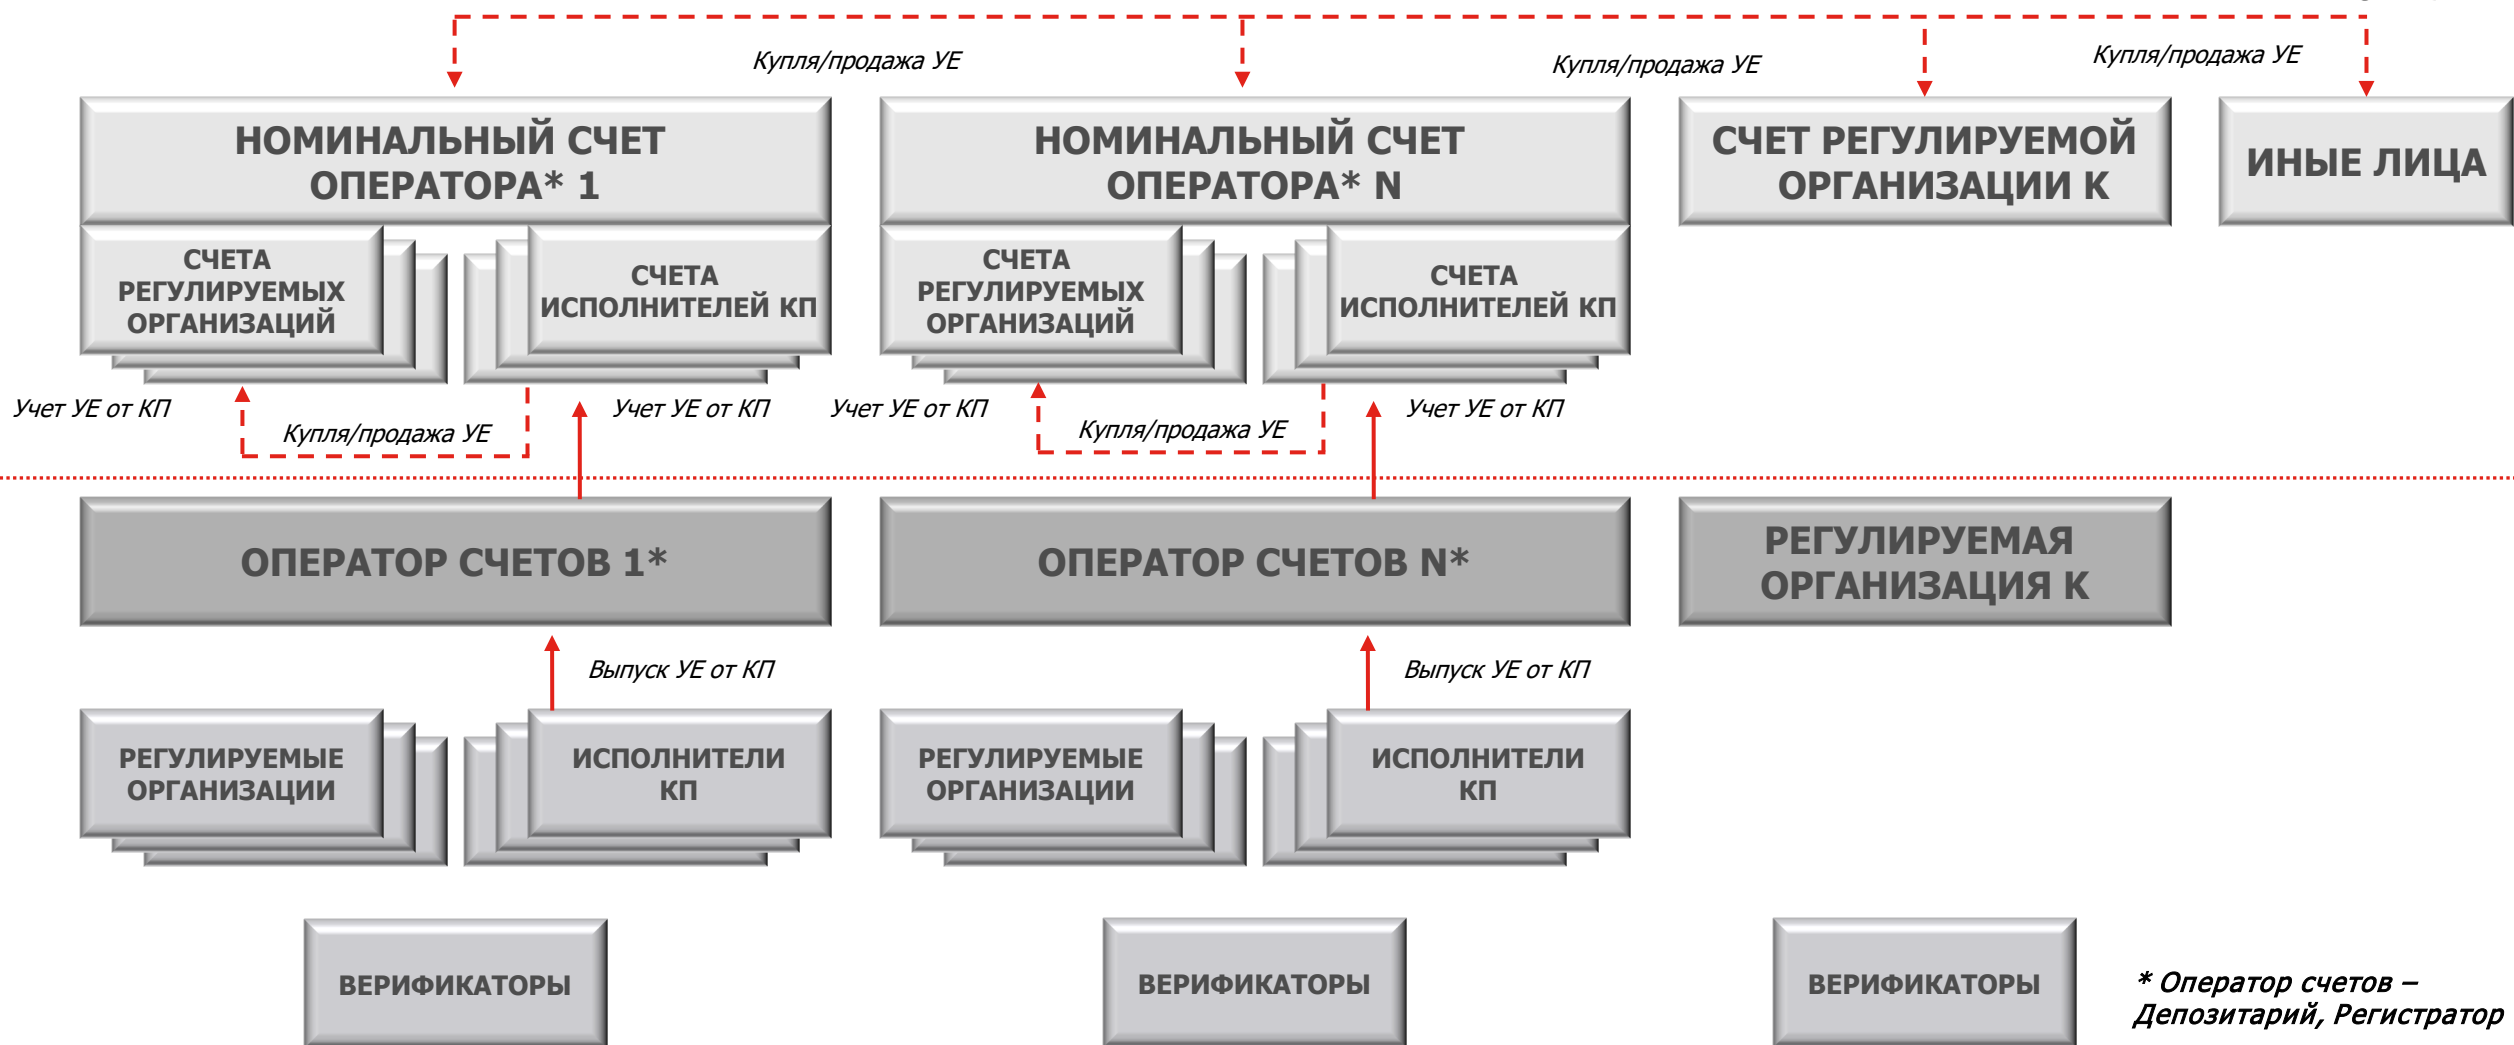 Купля/продажа УЕ
Купля/продажа УЕ
Купля/продажа УЕ
НОМИНАЛЬНЫЙ СЧЕТ
ОПЕРАТОРА* 1
НОМИНАЛЬНЫЙ СЧЕТ
ОПЕРАТОРА* N
СЧЕТ РЕГУЛИРУЕМОЙ
ОРГАНИЗАЦИИ К
ИНЫЕ ЛИЦА
СЧЕТА
РЕГУЛИРУЕМЫХ
ОРГАНИЗАЦИЙ
СЧЕТА
ИСПОЛНИТЕЛЕЙ КП
СЧЕТА
РЕГУЛИРУЕМЫХ
ОРГАНИЗАЦИЙ
СЧЕТА
ИСПОЛНИТЕЛЕЙ КП
Учет УЕ от КП
Купля/продажа УЕ
Учет УЕ от КП
Учет УЕ от КП
Купля/продажа УЕ
Учет УЕ от КП
ОПЕРАТОР СЧЕТОВ 1*
ОПЕРАТОР СЧЕТОВ N*
РЕГУЛИРУЕМАЯ
ОРГАНИЗАЦИЯ К
Выпуск УЕ от КП
Выпуск УЕ от КП
РЕГУЛИРУЕМЫЕ
ОРГАНИЗАЦИИ
ИСПОЛНИТЕЛИ
КП
РЕГУЛИРУЕМЫЕ
ОРГАНИЗАЦИИ
ИСПОЛНИТЕЛИ
КП
ВЕРИФИКАТОРЫ
ВЕРИФИКАТОРЫ
ВЕРИФИКАТОРЫ
* Оператор счетов –
Депозитарий, Регистратор